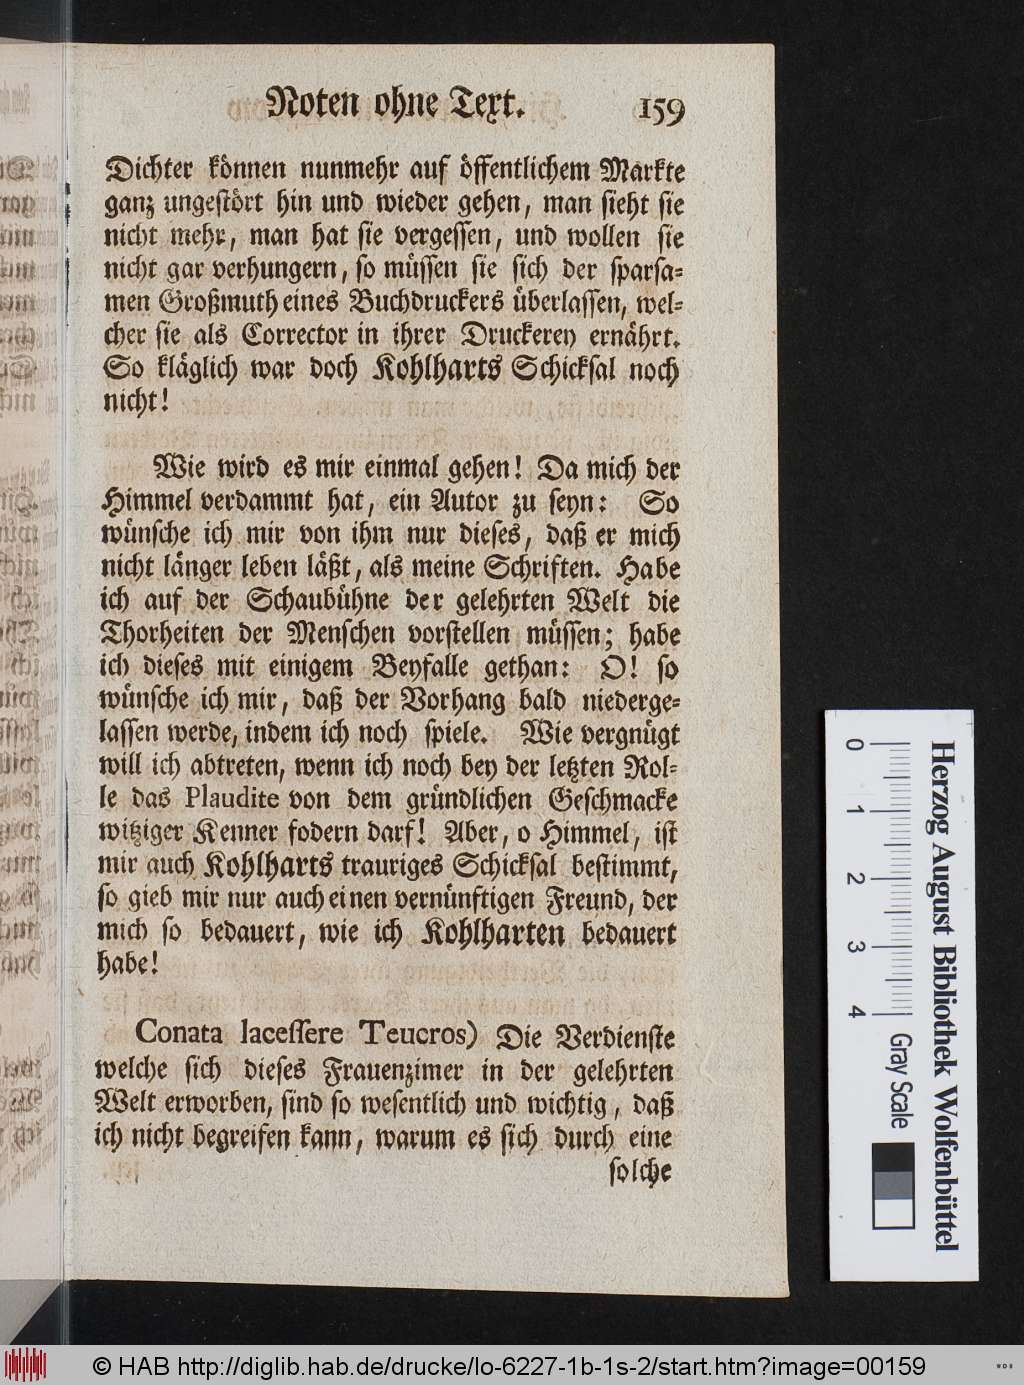 Noten ohne Text. 159
Dichter können nunmehr auf öffentlichem Markte
ganz ungestört hin und wieder gehen, man sieht sie
nicht mehr, man hat sie vergessen, und wollen sie
nicht gar verhungern, so müssen sie sich der sparsa-
men Großmuth eines Buchdruckers überlassen, wel-
cher sie als Corrector in ihrer Druckerey ernährt.
So kläglich war doch Kohlharts Schicksal noch
nicht!
Wie wird es mir einmal gehen! Da mich der
Himmel verdammt hat, ein Autor zu seyn: So
wünsche ich mir von ihm nur dieses, daß er mich
nicht länger leben läßt, als meine Schriften. Habe
ich auf der Schaubühne der gelehrten Welt die
Thorheiten der Menschen vorstellen müssen; habe
ich dieses mit einigem Beyfalle gethan: O! so
wünsche ich mir, daß der Vorhang bald niederge-
lassen werde, indem ich noch spiele. Wie vergnügt
will ich abtreten, wenn ich noch bey der letzten Rol-
le das Plaudite von dem gründlichen Geschmacke
witziger Kenner fodern darf! Aber, o Himmel, ist
mir auch Kohlharts trauriges Schicksal bestimmt,
so gieb mir nur auch einen vernünftigen Freund, der
mich so bedauert, wie ich Kohlharten bedauert
habe!
Conata lacessere Teucros) Die Verdienste
welche sich dieses Frauenzimer in der gelehrten
Welt erworben, sind so wesentlich und wichtig, daß
ich nicht begreifen kann, warum es sich durch eine
solche
Herzog August Bibliothek Wolfenbüttel
0 1 2 3 4 Gray Scale
© HAB http://diglib.hab.de/drucke/lo-6227-1b-1s-2/start.htm?image=00159
WDB